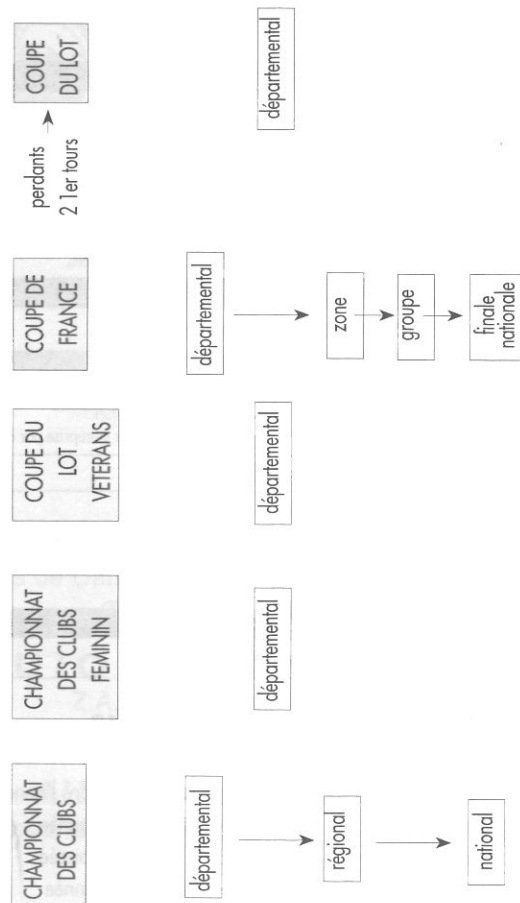 CHAMPIONNAT
DES CLUBS
départemental
régional
national
CHAMPIONNAT
DES CLUBS
FEMININ
départemental
COUPE DU
LOT
VETERANS
départemental
COUPE DE
FRANCE
départemental
zone
groupe
finale
nationale
perdants
2 1er tours
COUPE
DU LOT
départemental